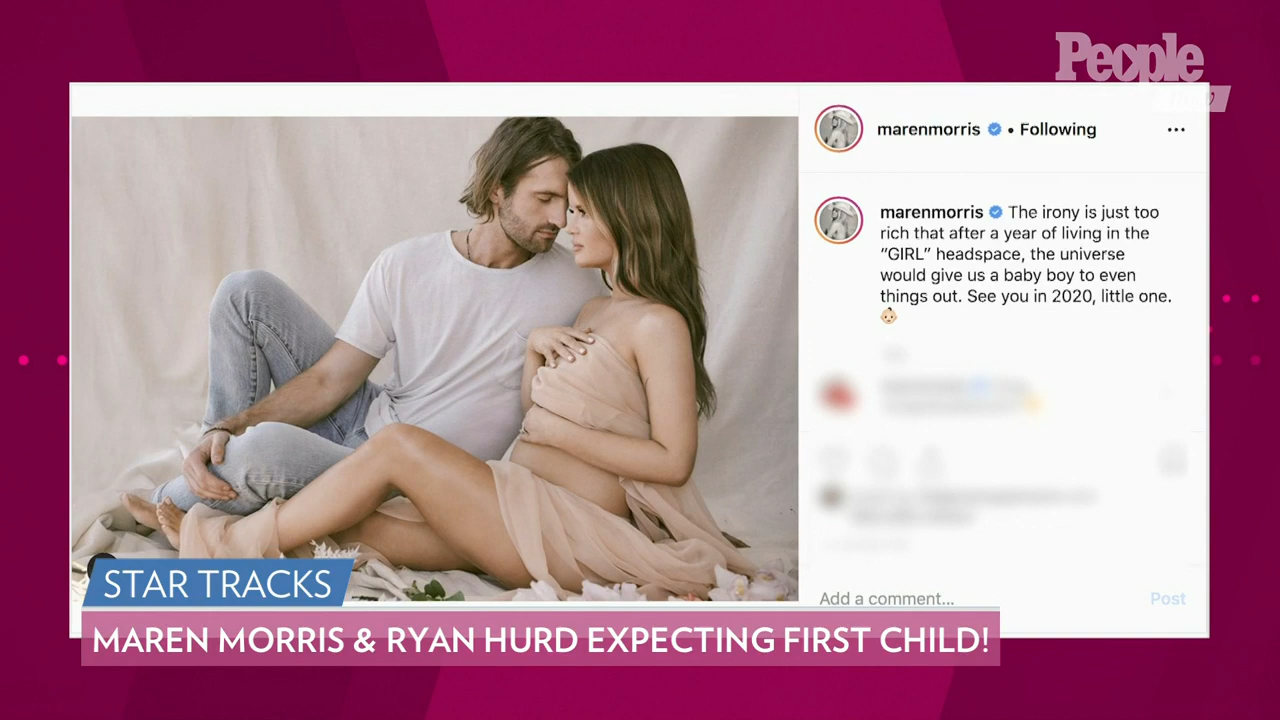 People
NOW
marenmorris • Following
marenmorris The irony is just too
rich that after a year of living in the
“GIRL” headspace, the universe
would give us a baby boy to even
things out. See you in 2020, little one.
👶🏻
Add a comment... Post
STAR TRACKS
MAREN MORRIS & RYAN HURD EXPECTING FIRST CHILD!